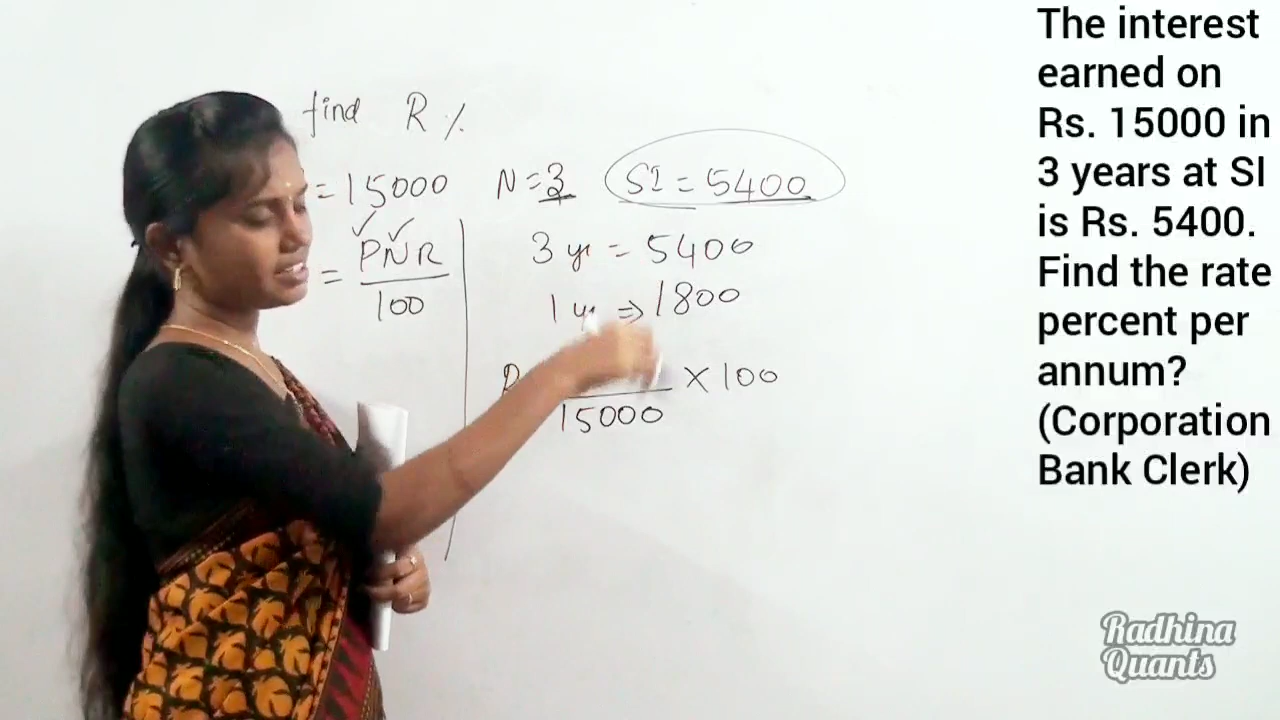 find R %
= 15000 N = 3 SI = 5400
= PNR
100
3 yr = 5400
1 yr ⇒ 1800
R × 100
15000
The interest
earned on
Rs. 15000 in
3 years at SI
is Rs. 5400.
Find the rate
percent per
annum?
(Corporation
Bank Clerk)
Radhina
Quants